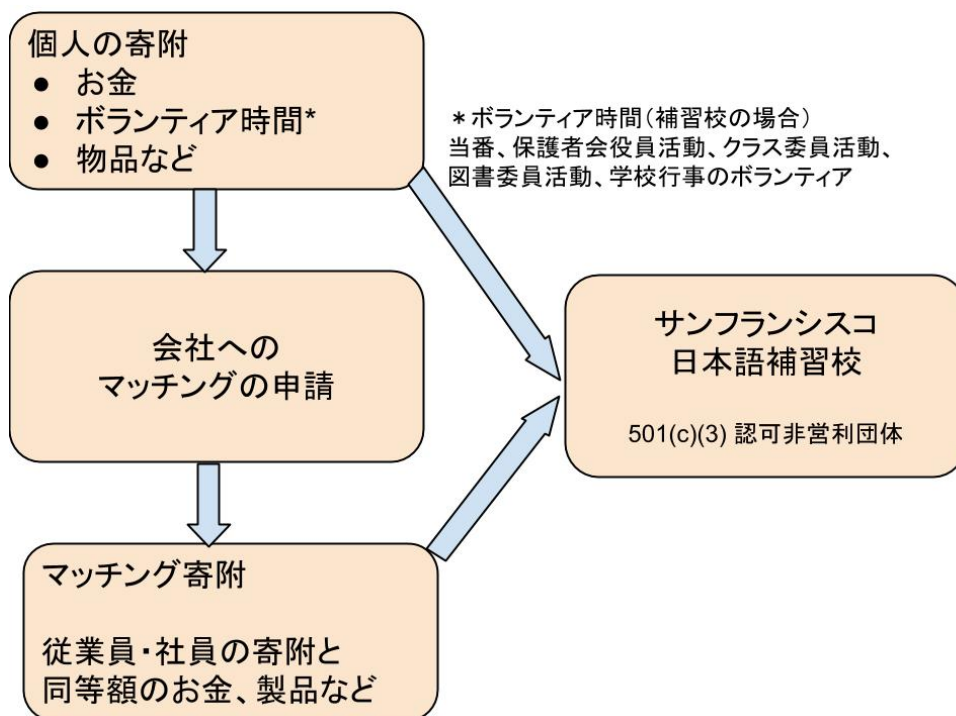 個人の寄附
● お金
● ボランティア時間*
● 物品など
＊ボランティア時間（補習校の場合）
当番、保護者会役員活動、クラス委員活動、
図書委員活動、学校行事のボランティア
会社への
マッチングの申請
サンフランシスコ
日本語補習校
501(c)(3) 認可非営利団体
マッチング寄附
従業員・社員の寄附と
同等額のお金、製品など